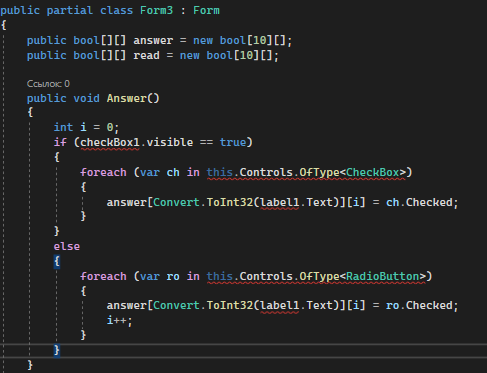 public partial class Form3 : Form
{
    public bool[][] answer = new bool[10][];
    public bool[][] read = new bool[10][];

    Ссылок: 0
    public void Answer()
    {
        int i = 0;
        if (checkBox1.visible == true)
        {
            foreach (var ch in this.Controls.OfType<CheckBox>)
            {
                answer[Convert.ToInt32(label1.Text)][i] = ch.Checked;
            }
        }
        else
        {
            foreach (var ro in this.Controls.OfType<RadioButton>)
            {
                answer[Convert.ToInt32(label1.Text)][i] = ro.Checked;
                i++;
            }
        }
    }